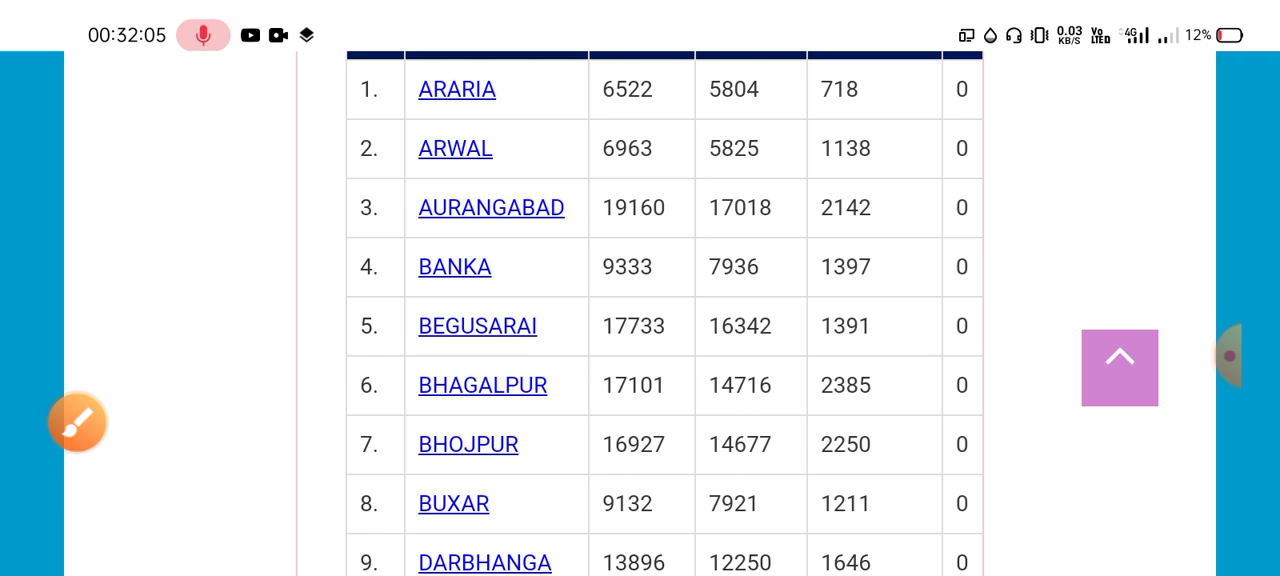 00:32:05 0.03 KB/S Vo LTED 4G 12%
1. ARARIA 6522 5804 718 0
2. ARWAL 6963 5825 1138 0
3. AURANGABAD 19160 17018 2142 0
4. BANKA 9333 7936 1397 0
5. BEGUSARAI 17733 16342 1391 0
6. BHAGALPUR 17101 14716 2385 0
7. BHOJPUR 16927 14677 2250 0
8. BUXAR 9132 7921 1211 0
9. DARBHANGA 13896 12250 1646 0